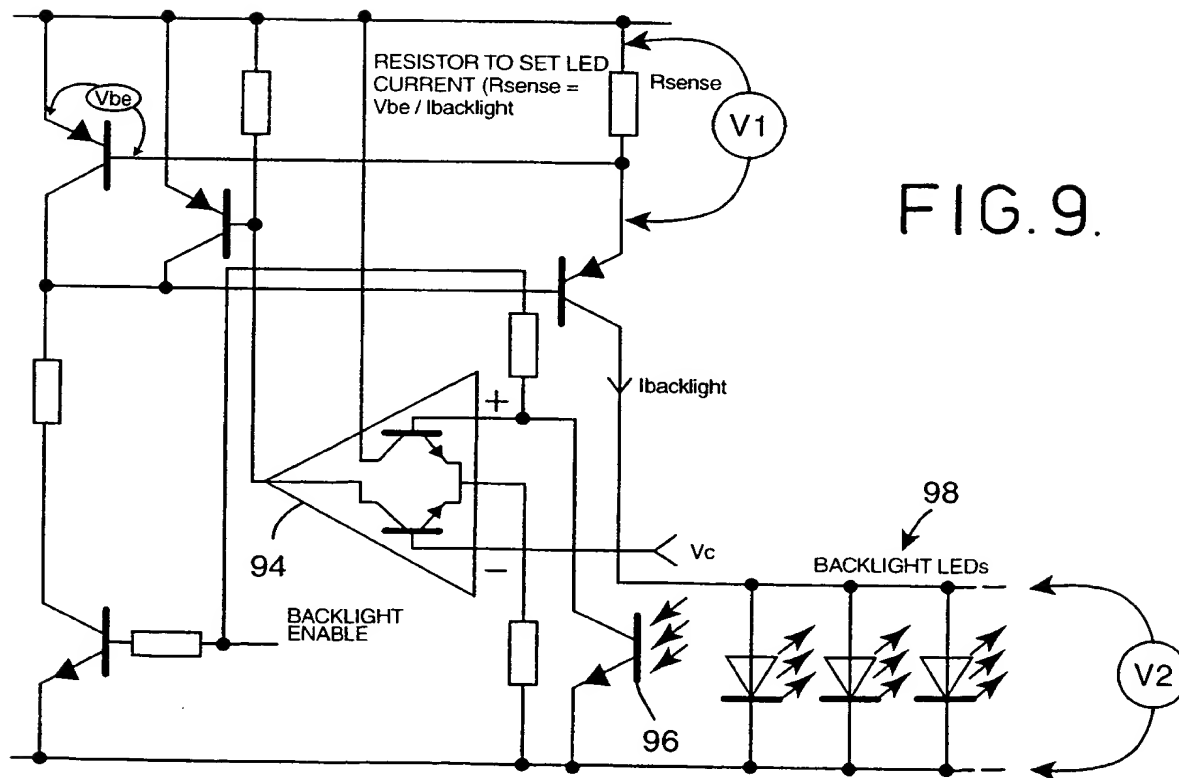 RESISTOR TO SET LED
CURRENT (Rsense =
Vbe / Ibacklight
Rsense
V1
Vbe
FIG. 9.
+
Ibacklight
98
94
−
Vc
BACKLIGHT LEDs
BACKLIGHT
ENABLE
V2
96